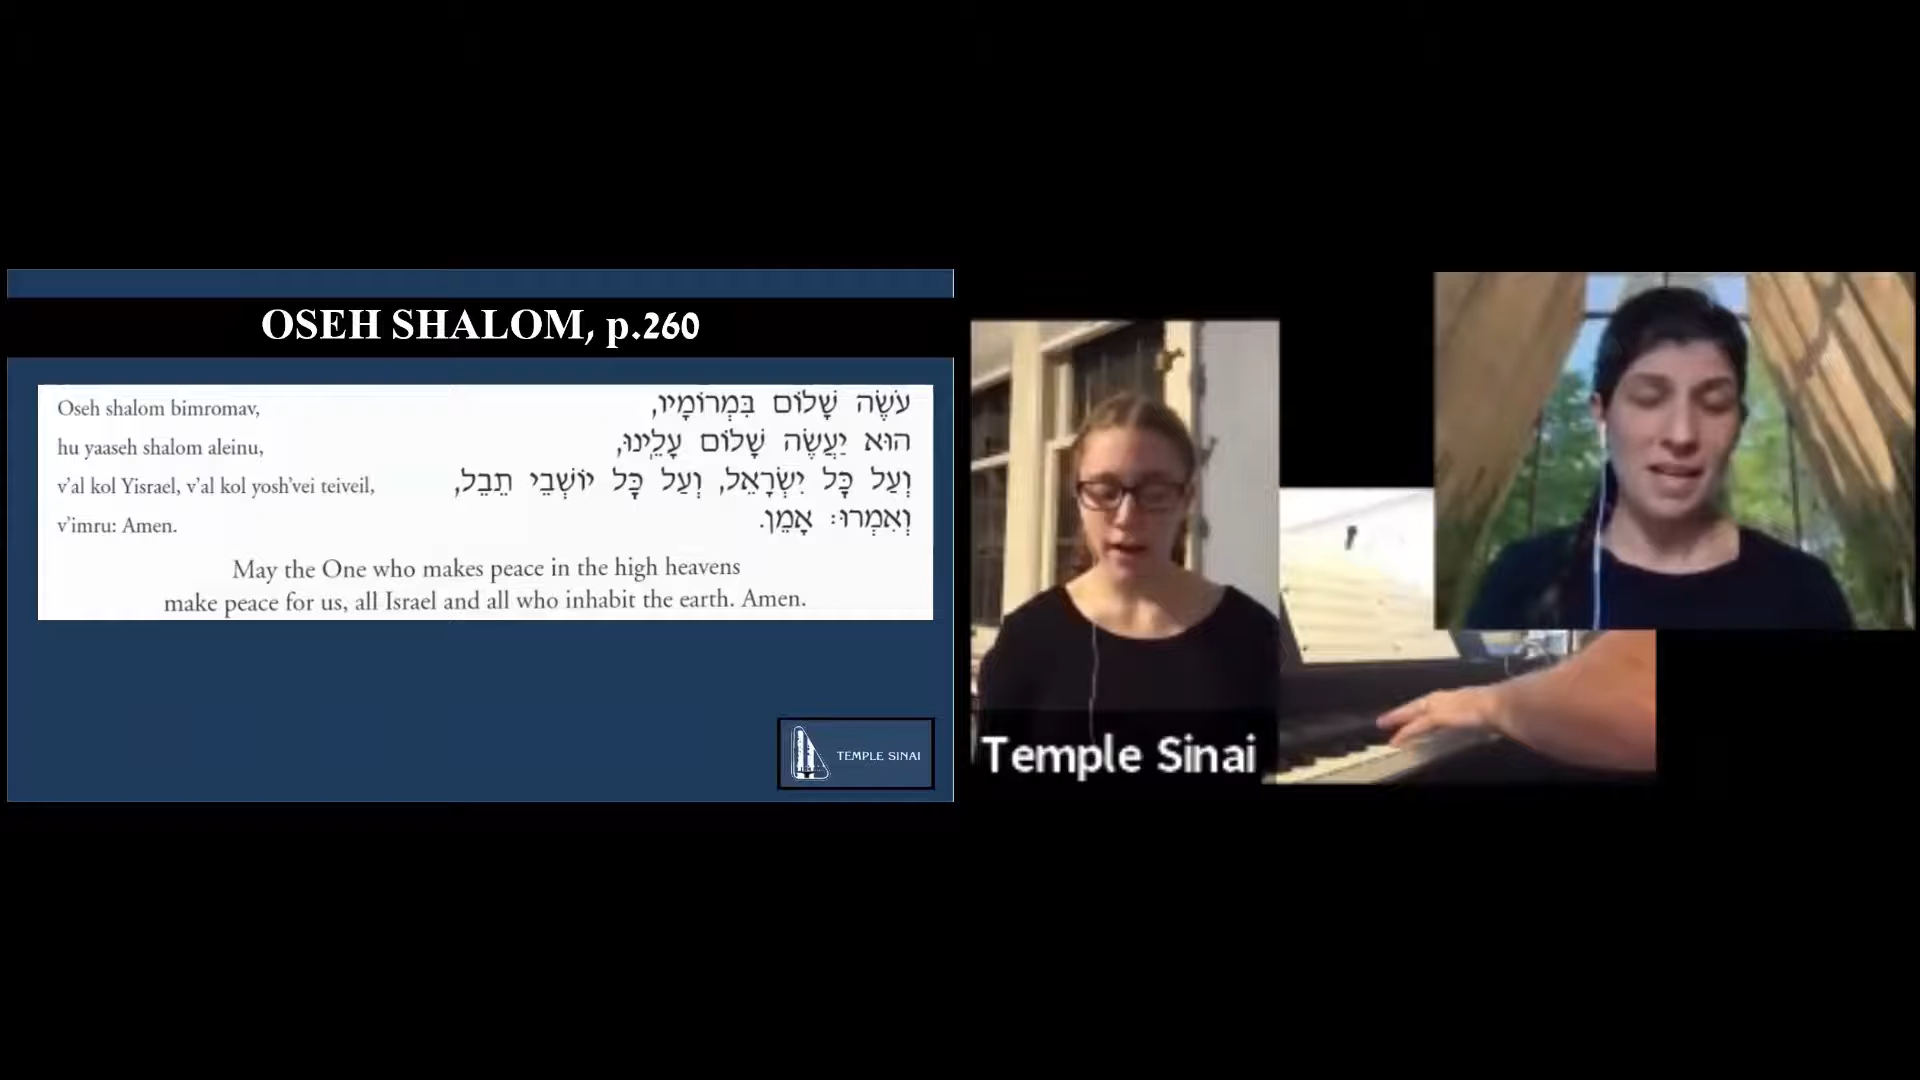 OSEH SHALOM, p.260
Oseh shalom bimromav,
hu yaaseh shalom aleinu,
v'al kol Yisrael, v'al kol yosh'vei teiveil,
v'imru: Amen.
עֹשֶׂה שָׁלוֹם בִּמְרוֹמָיו,
הוּא יַעֲשֶׂה שָׁלוֹם עָלֵינוּ,
וְעַל כׇּל יִשְׂרָאֵל, וְעַל כׇּל יוֹשְׁבֵי תֵבֵל,
וְאִמְרוּ: אָמֵן.
May the One who makes peace in the high heavens
make peace for us, all Israel and all who inhabit the earth. Amen.
TEMPLE SINAI
Temple Sinai